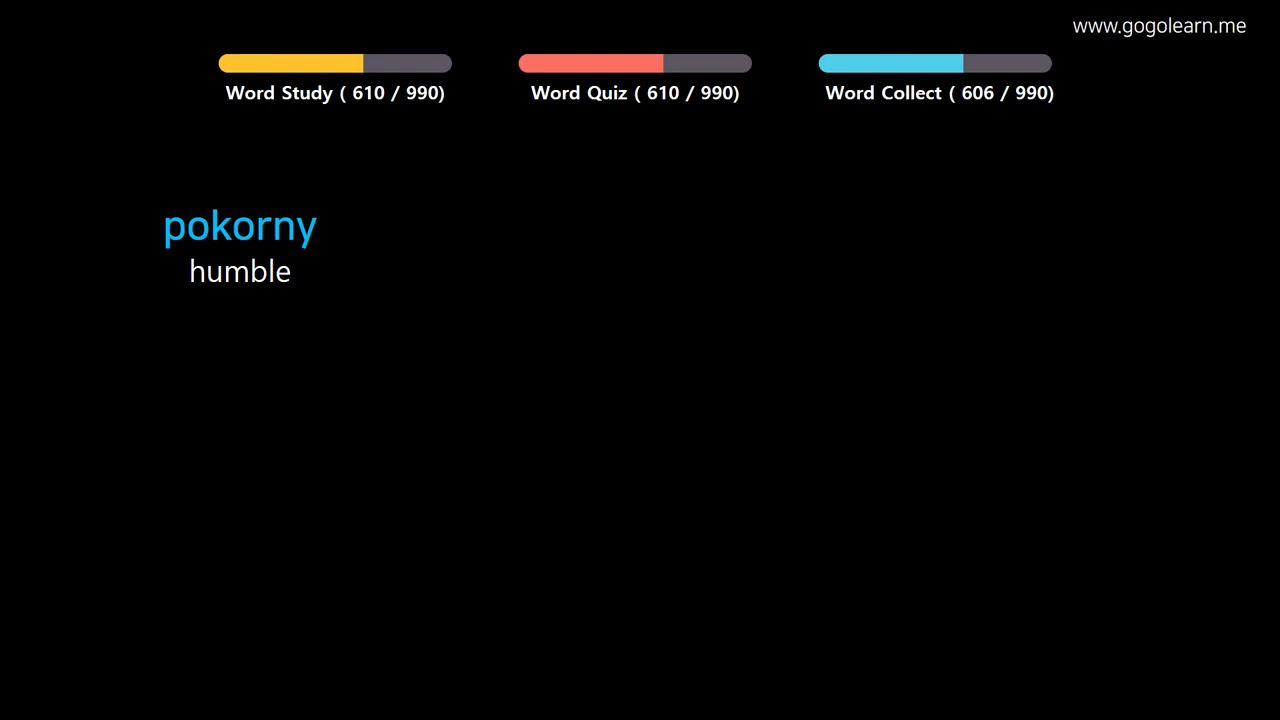 www.gogolearn.me
Word Study ( 610 / 990)
Word Quiz ( 610 / 990)
Word Collect ( 606 / 990)
pokorny
humble